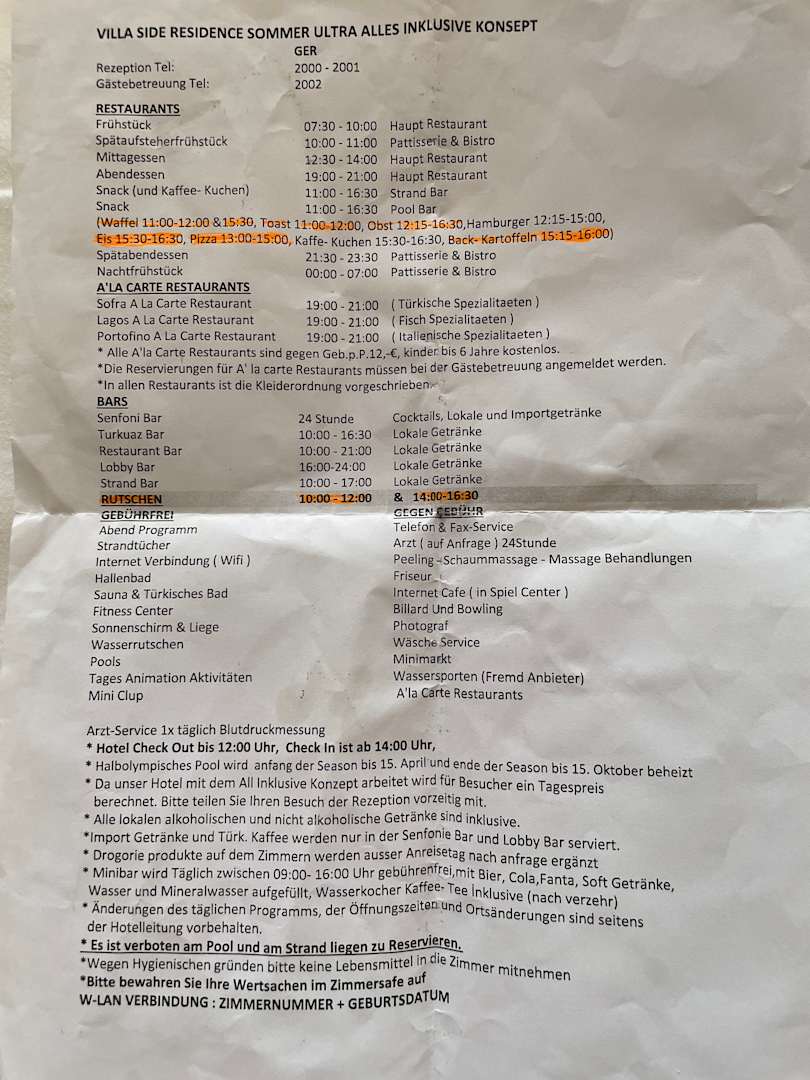 VILLA SIDE RESIDENCE SOMMER ULTRA ALLES INKLUSIVE KONSEPT
GER
Rezeption Tel: 2000 - 2001
Gästebetreuung Tel: 2002
RESTAURANTS
Frühstück 07:30 - 10:00 Haupt Restaurant
Spätaufsteherfrühstück 10:00 - 11:00 Pattisserie & Bistro
Mittagessen 12:30 - 14:00 Haupt Restaurant
Abendessen 19:00 - 21:00 Haupt Restaurant
Snack (und Kaffee- Kuchen) 11:00 - 16:30 Strand Bar
Snack 11:00 - 16:30 Pool Bar
(Waffel 11:00-12:00 &15:30, Toast 11:00-12:00, Obst 12:15-16:30,Hamburger 12:15-15:00,
Eis 15:30-16:30, Pizza 13:00-15:00, Kaffe- Kuchen 15:30-16:30, Back- Kartoffeln 15:15-16:00)
Spätabendessen 21:30 - 23:30 Pattisserie & Bistro
Nachtfrühstück 00:00 - 07:00 Pattisserie & Bistro
A'LA CARTE RESTAURANTS
Sofra A La Carte Restaurant 19:00 - 21:00 ( Türkische Spezialitaeten )
Lagos A La Carte Restaurant 19:00 - 21:00 ( Fisch Spezialitaeten )
Portofino A La Carte Restaurant 19:00 - 21:00 ( Italienische Spezialitaeten )
* Alle A'la Carte Restaurants sind gegen Geb.p.P.12,-€, kinder bis 6 Jahre kostenlos.
*Die Reservierungen für A' la carte Restaurants müssen bei der Gästebetreuung angemeldet werden.
*In allen Restaurants ist die Kleiderordnung vorgeschrieben.
BARS
Senfoni Bar 24 Stunde Cocktails, Lokale und Importgetränke
Turkuaz Bar 10:00 - 16:30 Lokale Getränke
Restaurant Bar 10:00 - 21:00 Lokale Getränke
Lobby Bar 16:00-24:00 Lokale Getränke
Strand Bar 10:00 - 17:00 Lokale Getränke
RUTSCHEN 10:00 - 12:00 & 14:00-16:30
GEBÜHRFREI GEGEN GEBÜHR
Abend Programm Telefon & Fax-Service
Strandtücher Arzt ( auf Anfrage ) 24Stunde
Internet Verbindung ( Wifi ) Peeling –Schaummassage - Massage Behandlungen
Hallenbad Friseur
Sauna & Türkisches Bad Internet Cafe ( in Spiel Center )
Fitness Center Billard Und Bowling
Sonnenschirm & Liege Photograf
Wasserrutschen Wäsche Service
Pools Minimarkt
Tages Animation Aktivitäten Wassersporten (Fremd Anbieter)
Mini Clup A'la Carte Restaurants
Arzt-Service 1x täglich Blutdruckmessung
* Hotel Check Out bis 12:00 Uhr, Check In ist ab 14:00 Uhr,
* Halbolympisches Pool wird anfang der Season bis 15. April und ende der Season bis 15. Oktober beheizt
* Da unser Hotel mit dem All Inklusive Konzept arbeitet wird für Besucher ein Tagespreis
berechnet. Bitte teilen Sie Ihren Besuch der Rezeption vorzeitig mit.
* Alle lokalen alkoholischen und nicht alkoholische Getränke sind inklusive.
*Import Getränke und Türk. Kaffee werden nur in der Senfonie Bar und Lobby Bar serviert.
* Drogorie produkte auf dem Zimmern werden ausser Anreisetag nach anfrage ergänzt
* Minibar wird Täglich zwischen 09:00- 16:00 Uhr gebührenfrei,mit Bier, Cola,Fanta, Soft Getränke,
Wasser und Mineralwasser aufgefüllt, Wasserkocher Kaffee- Tee İnklusive (nach verzehr)
* Änderungen des täglichen Programms, der Öffnungszeiten und Ortsänderungen sind seitens
der Hotelleitung vorbehalten.
* Es ist verboten am Pool und am Strand liegen zu Reservieren.
*Wegen Hygienischen gründen bitte keine Lebensmittel in die Zimmer mitnehmen
*Bitte bewahren Sie Ihre Wertsachen im Zimmersafe auf
W-LAN VERBINDUNG : ZIMMERNUMMER + GEBURTSDATUM